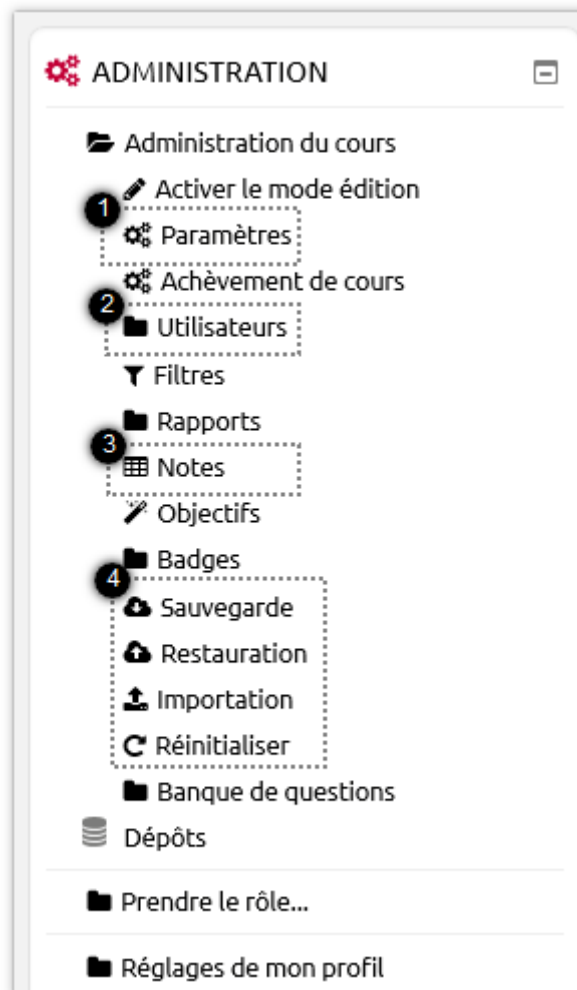 ADMINISTRATION
Administration du cours
Activer le mode édition
1
Paramètres
Achèvement de cours
2
Utilisateurs
Filtres
Rapports
3
Notes
Objectifs
Badges
4
Sauvegarde
Restauration
Importation
Réinitialiser
Banque de questions
Dépôts
Prendre le rôle...
Réglages de mon profil